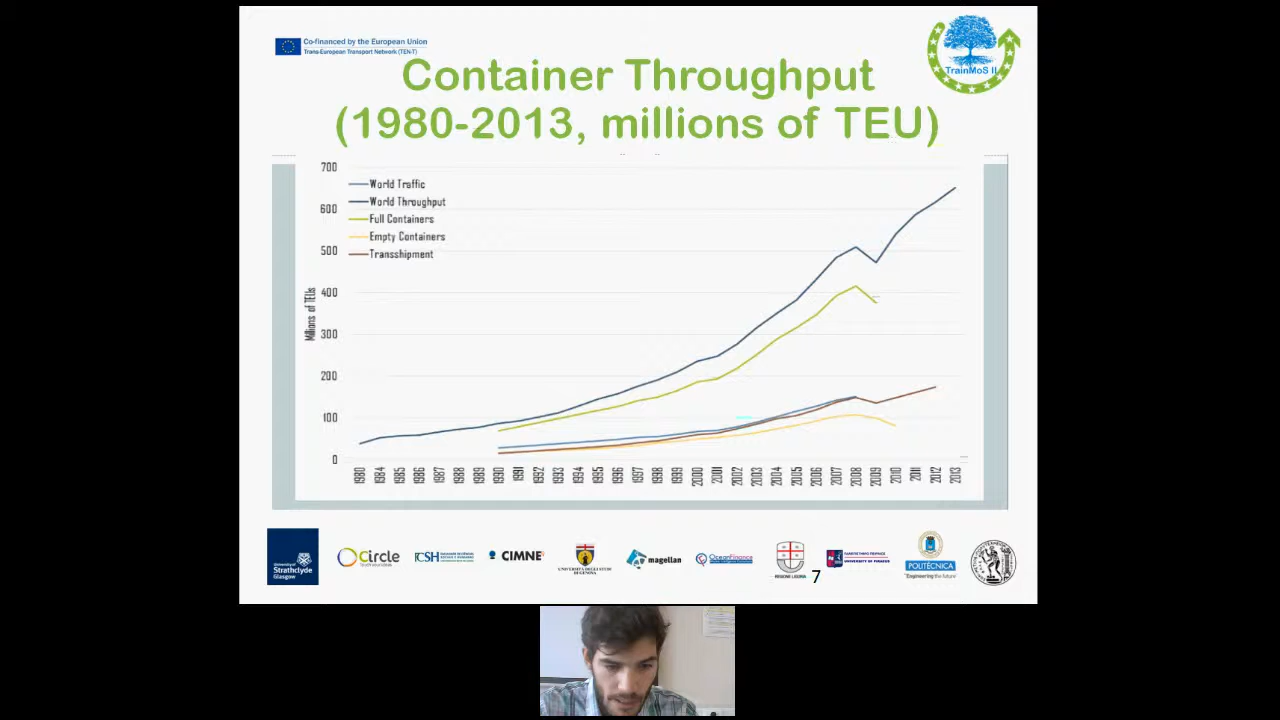 Co-financed by the European Union
Trans-European Transport Network (TEN-T)
TrainMoS II
Container Throughput
(1980-2013, millions of TEU)
700
600
500
400
300
200
100
0
Millions of TEUs
World Traffic
World Throughput
Full Containers
Empty Containers
Transshipment
1980 1984 1985 1986 1987 1988 1989 1990 1991 1992 1993 1994 1995 1996 1997 1998 1999 2000 2001 2002 2003 2004 2005 2006 2007 2008 2009 2010 2011 2012 2013
University of
Strathclyde
Glasgow
Circle
CSH
CIMNE
UNIVERSITÀ DEGLI STUDI
DI GENOVA
magellan
OceanFinance
REGIONE LIGURIA
7
UNIVERSITY OF PIRAEUS
POLITÉCNICA
"Engineering the future"